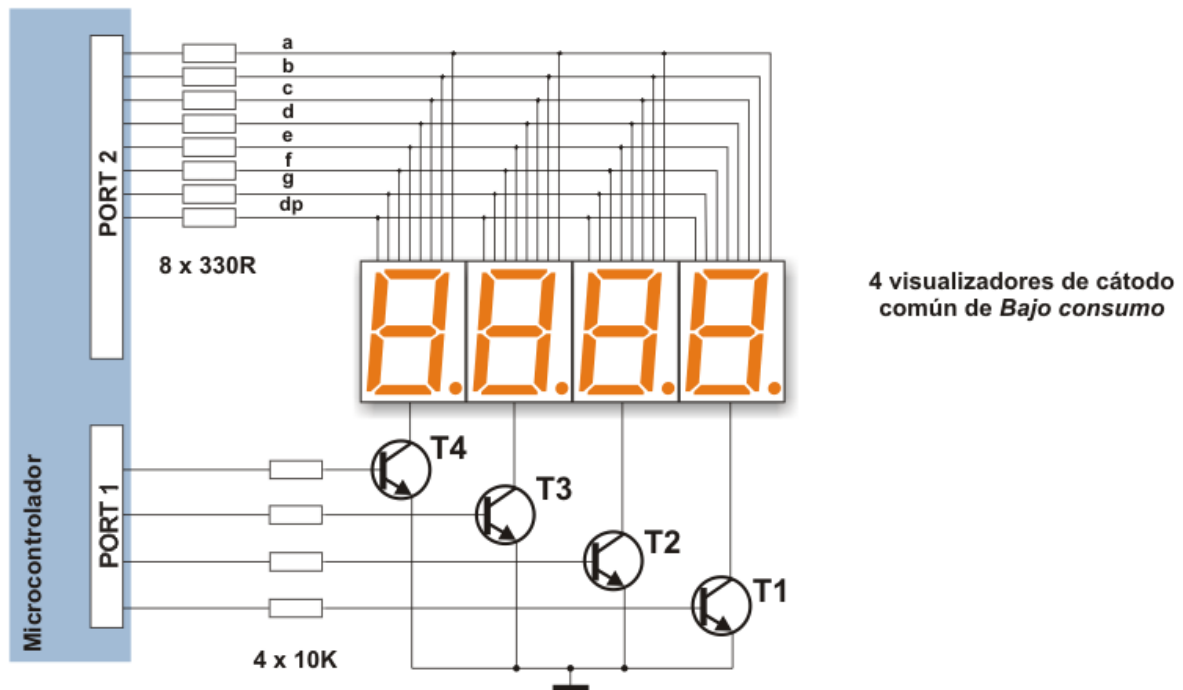 a
b
c
d
e
f
g
dp
PORT 2
8 x 330R
4 visualizadores de cátodo
común de Bajo consumo
T4
T3
T2
T1
PORT 1
Microcontrolador
4 x 10K